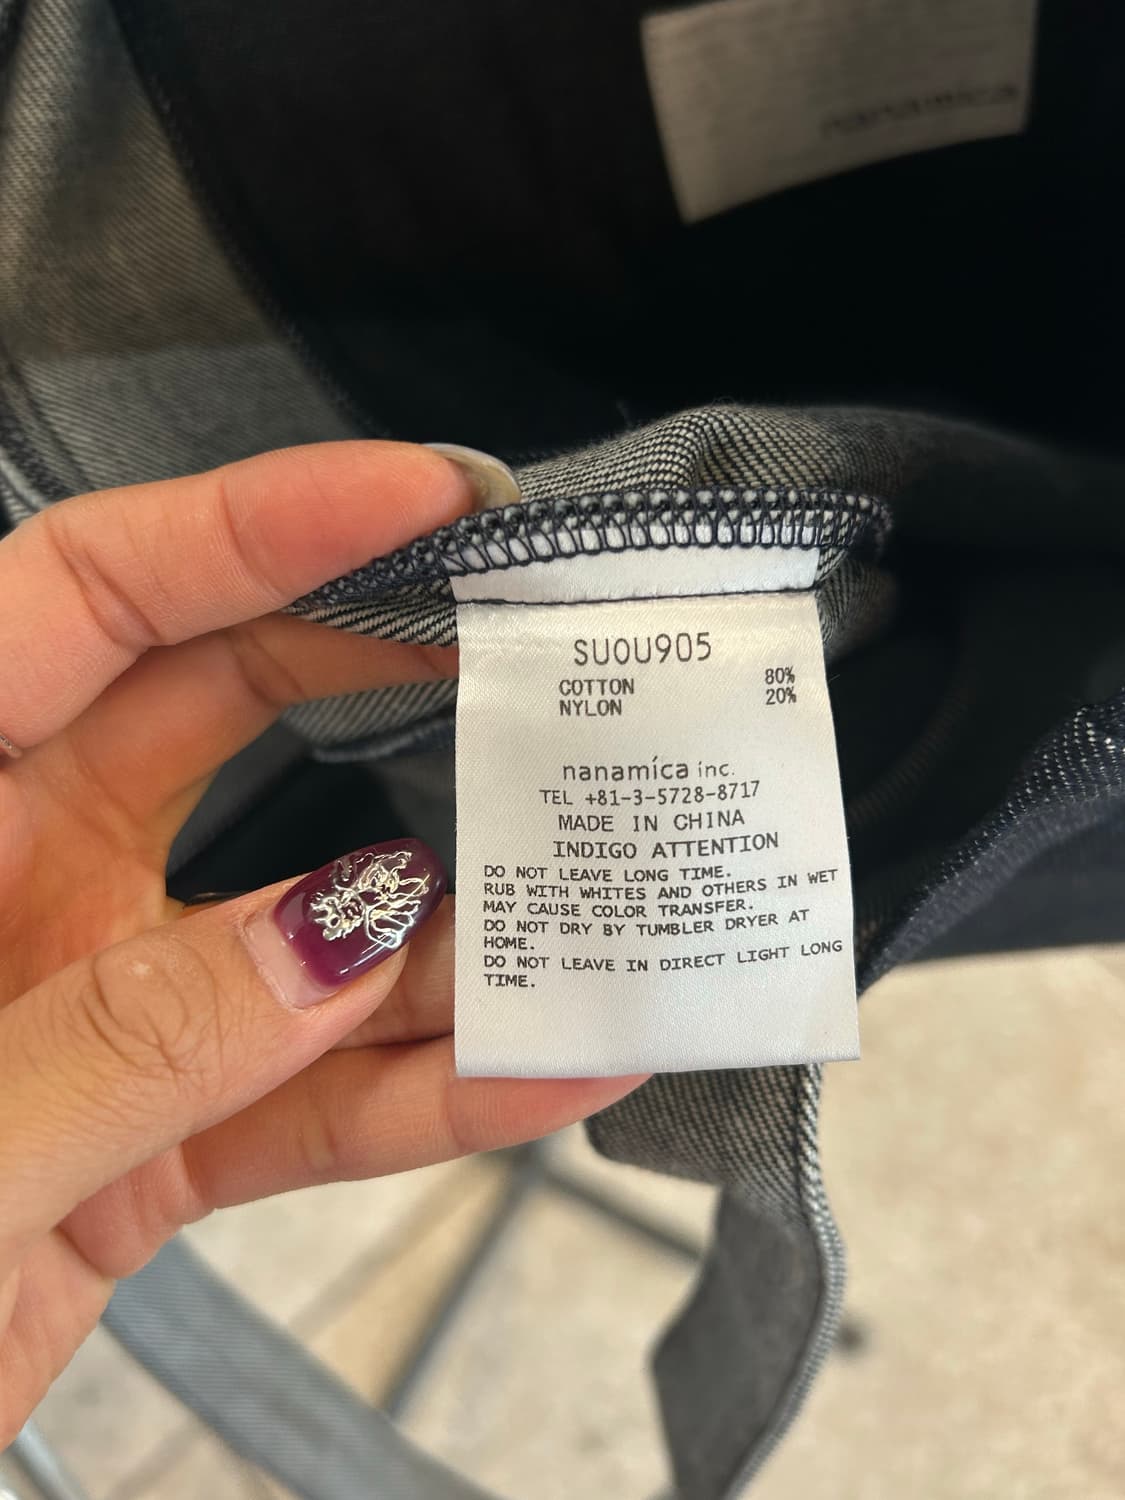 nanamica
SUOU905
COTTON 80%
NYLON 20%
nanamica inc.
TEL +81-3-5728-8717
MADE IN CHINA
INDIGO ATTENTION
DO NOT LEAVE LONG TIME.
RUB WITH WHITES AND OTHERS IN WET
MAY CAUSE COLOR TRANSFER.
DO NOT DRY BY TUMBLER DRYER AT
HOME.
DO NOT LEAVE IN DIRECT LIGHT LONG
TIME.